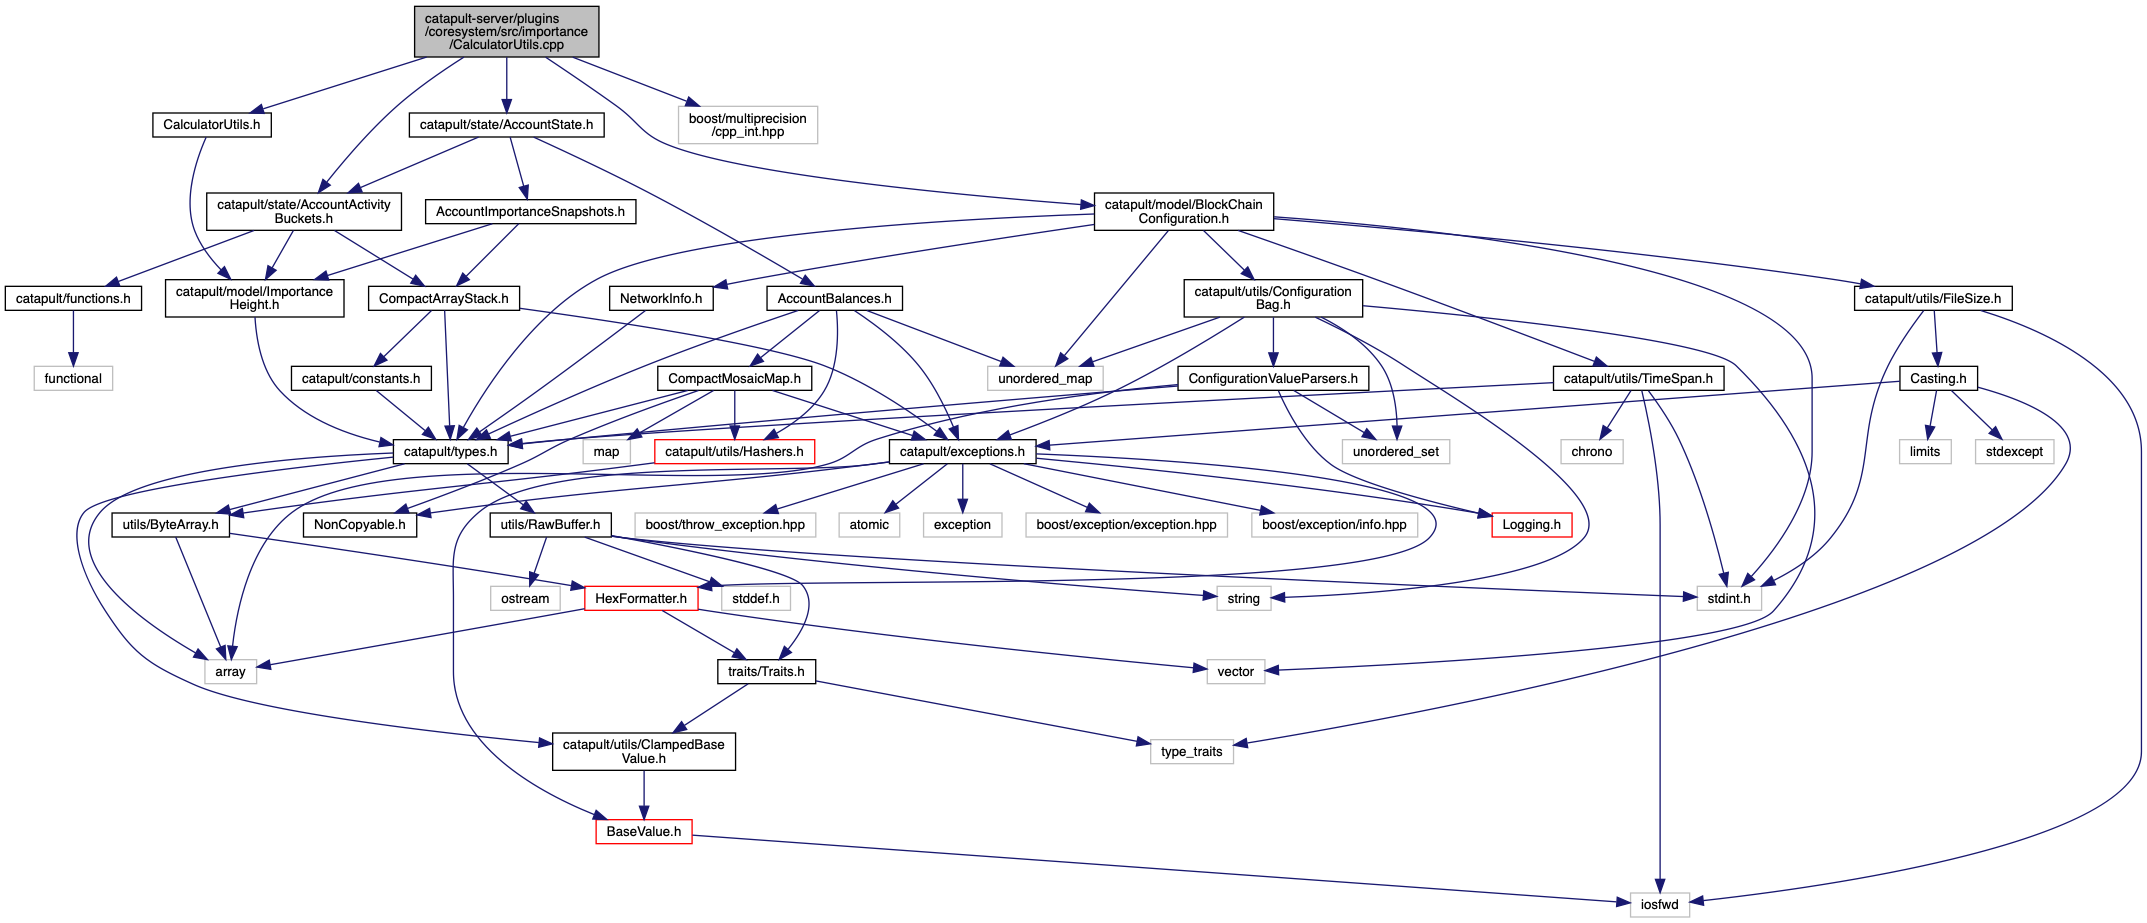 catapult-server/plugins
/coresystem/src/importance
/CalculatorUtils.cpp
CalculatorUtils.h
catapult/state/AccountState.h
boost/multiprecision
/cpp_int.hpp
catapult/state/AccountActivity
Buckets.h
AccountImportanceSnapshots.h
catapult/model/BlockChain
Configuration.h
catapult/functions.h
catapult/model/Importance
Height.h
CompactArrayStack.h
NetworkInfo.h
AccountBalances.h
catapult/utils/Configuration
Bag.h
catapult/utils/FileSize.h
functional
catapult/constants.h
CompactMosaicMap.h
unordered_map
ConfigurationValueParsers.h
catapult/utils/TimeSpan.h
Casting.h
catapult/types.h
map
catapult/utils/Hashers.h
catapult/exceptions.h
unordered_set
chrono
limits
stdexcept
utils/ByteArray.h
NonCopyable.h
utils/RawBuffer.h
boost/throw_exception.hpp
atomic
exception
boost/exception/exception.hpp
boost/exception/info.hpp
Logging.h
ostream
HexFormatter.h
stddef.h
string
stdint.h
array
traits/Traits.h
vector
catapult/utils/ClampedBase
Value.h
type_traits
BaseValue.h
iosfwd